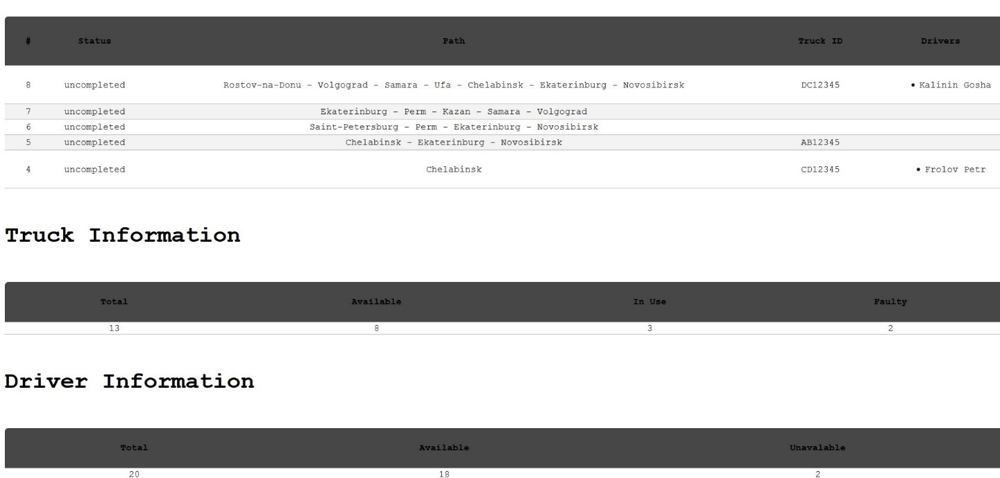 # Status Path Truck ID Drivers
8 uncompleted Rostov-na-Donu - Volgograd - Samara - Ufa - Chelabinsk - Ekaterinburg - Novosibirsk DC12345 • Kalinin Gosha
7 uncompleted Ekaterinburg - Perm - Kazan - Samara - Volgograd
6 uncompleted Saint-Petersburg - Perm - Ekaterinburg - Novosibirsk
5 uncompleted Chelabinsk - Ekaterinburg - Novosibirsk AB12345
4 uncompleted Chelabinsk CD12345 • Frolov Petr
Truck Information
Total Available In Use Faulty
13 8 3 2
Driver Information
Total Available Unavalable
20 18 2